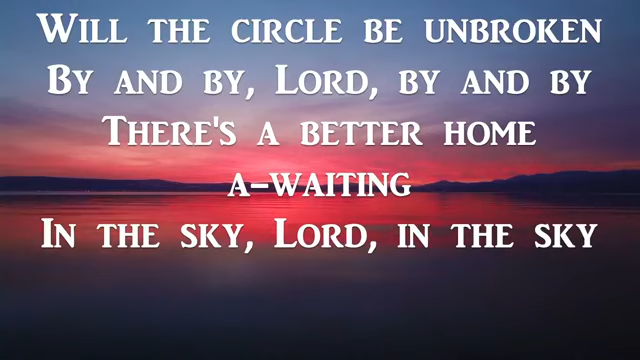 Will the circle be unbroken
By and by, Lord, by and by
There's a better home
a-waiting
In the sky, Lord, in the sky